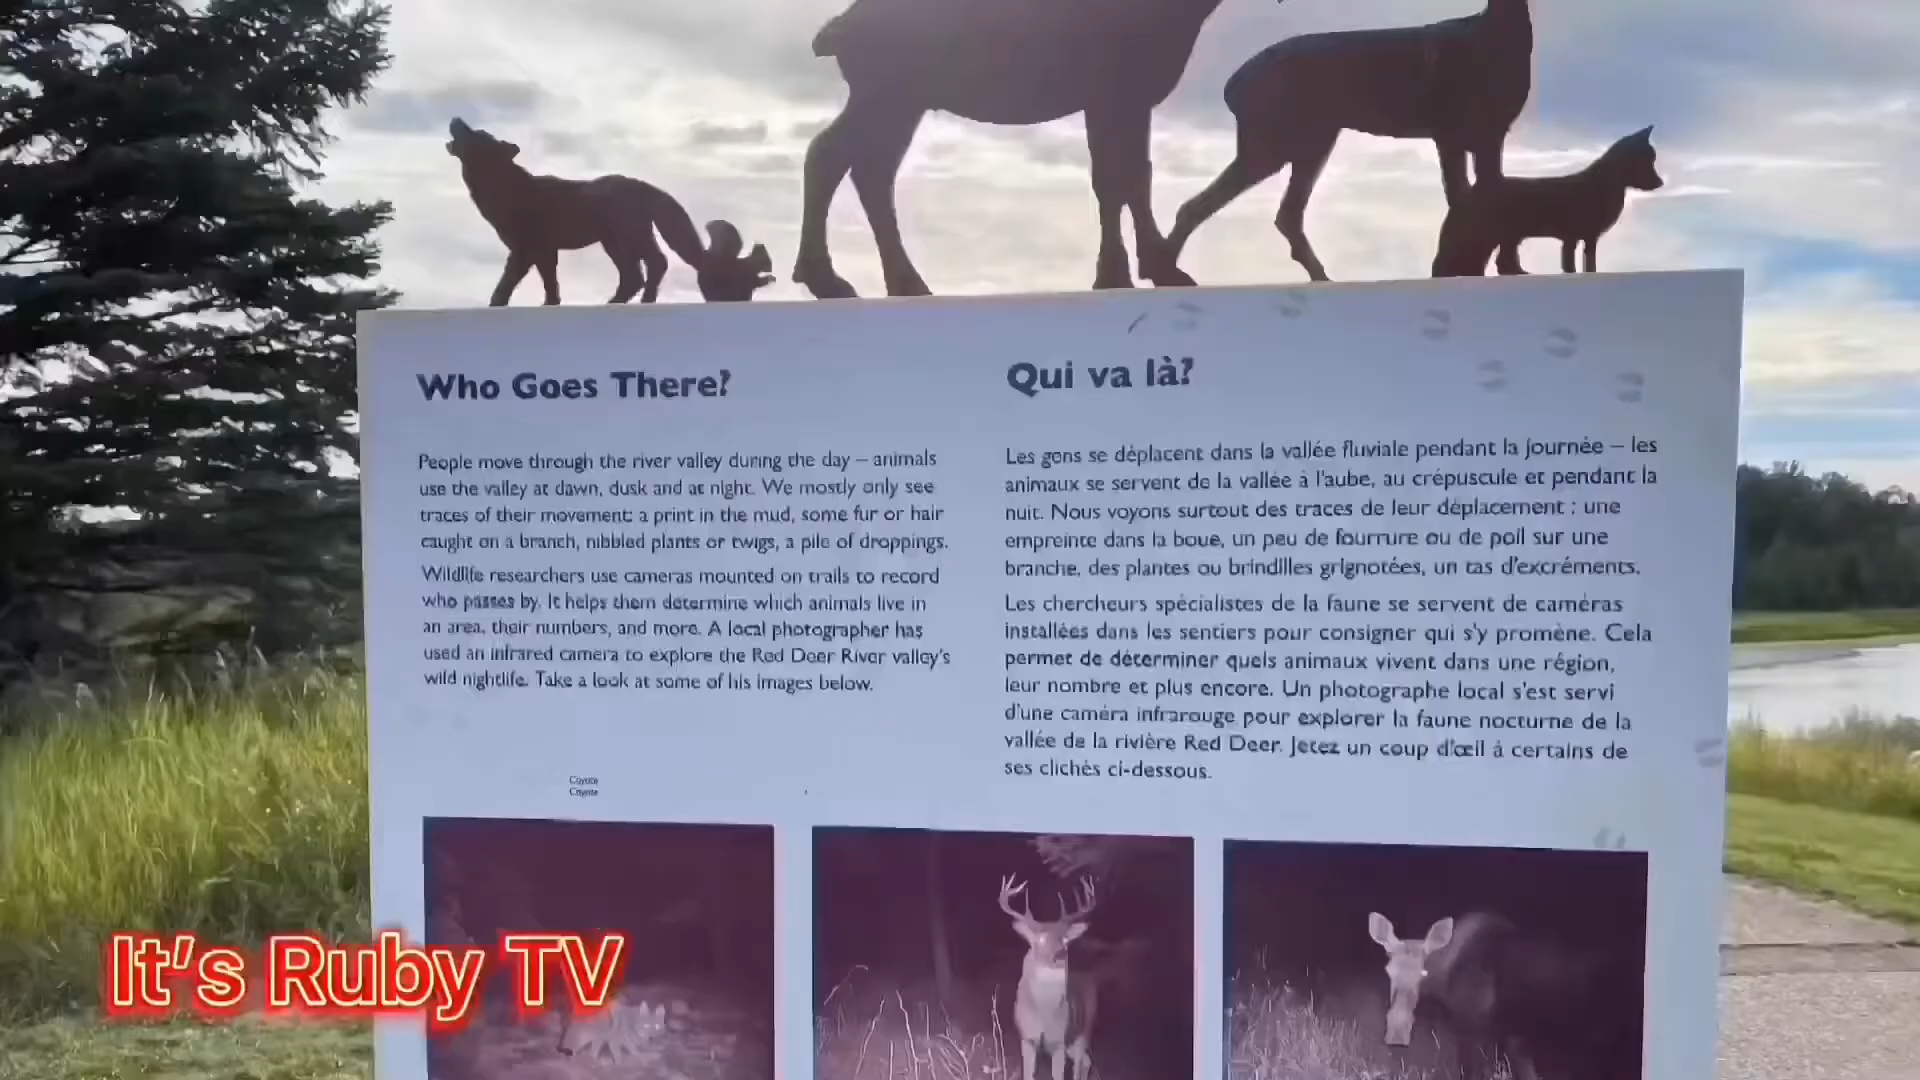 Who Goes There?
People move through the river valley during the day – animals
use the valley at dawn, dusk and at night. We mostly only see
traces of their movement: a print in the mud, some fur or hair
caught on a branch, nibbled plants or twigs, a pile of droppings.
Wildlife researchers use cameras mounted on trails to record
who passes by. It helps them determine which animals live in
an area, their numbers, and more. A local photographer has
used an infrared camera to explore the Red Deer River valley's
wild nightlife. Take a look at some of his images below.
Qui va là?
Les gens se déplacent dans la vallée fluviale pendant la journée – les
animaux se servent de la vallée à l'aube, au crépuscule et pendant la
nuit. Nous voyons surtout des traces de leur déplacement : une
empreinte dans la boue, un peu de fourrure ou de poil sur une
branche, des plantes ou brindilles grignotées, un tas d'excréments.
Les chercheurs spécialistes de la faune se servent de caméras
installées dans les sentiers pour consigner qui s'y promène. Cela
permet de déterminer quels animaux vivent dans une région,
leur nombre et plus encore. Un photographe local s'est servi
d'une caméra infrarouge pour explorer la faune nocturne de la
vallée de la rivière Red Deer. Jetez un coup d'œil à certains de
ses clichés ci-dessous.
Coyote
Coyote
It's Ruby TV